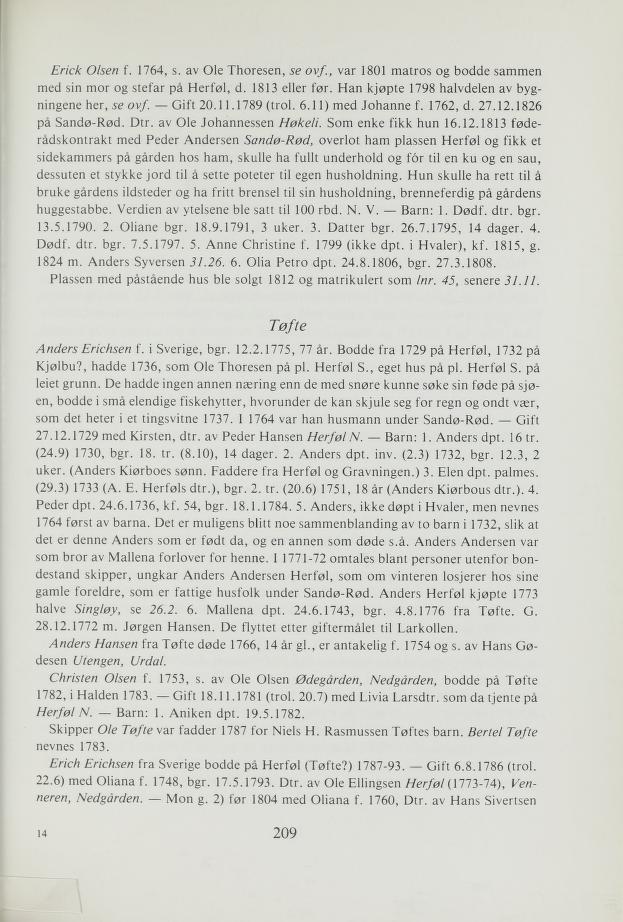 Erick Olsen f. 1764, s. av Ole Thoresen, se ovf., var 1801 matros og bodde sammen
med sin mor og stefar på Herføl, d. 1813 eller før. Han kjøpte 1798 halvdelen av byg-
ningene her, se ovf. — Gift 20.11.1789 (trol. 6.11) med Johanne f. 1762, d. 27.12.1826
på Sandø-Rød. Dtr. av Ole Johannessen Høkeli. Som enke fikk hun 16.12.1813 føde-
rådskontrakt med Peder Andersen Sandø-Rød, overlot ham plassen Herføl og fikk et
sidekammers på gården hos ham, skulle ha fullt underhold og fór til en ku og en sau,
dessuten et stykke jord til å sette poteter til egen husholdning. Hun skulle ha rett til å
bruke gårdens ildsteder og ha fritt brensel til sin husholdning, brenneferdig på gårdens
huggestabbe. Verdien av ytelsene ble satt til 100 rbd. N. V. — Barn: 1. Dødf. dtr. bgr.
13.5.1790. 2. Oliane bgr. 18.9.1791, 3 uker. 3. Datter bgr. 26.7.1795, 14 dager. 4.
Dødf. dtr. bgr. 7.5.1797. 5. Anne Christine f. 1799 (ikke dpt. i Hvaler), kf. 1815, g.
1824 m. Anders Syversen 31.26. 6. Olia Petro dpt. 24.8.1806, bgr. 27.3.1808.
Plassen med påstående hus ble solgt 1812 og matrikulert som lnr. 45, senere 31.11.
Tøfte
Anders Erichsen f. i Sverige, bgr. 12.2.1775, 77 år. Bodde fra 1729 på Herføl, 1732 på
Kjølbu?, hadde 1736, som Ole Thoresen på pl. Herføl S., eget hus på pl. Herføl S. på
leiet grunn. De hadde ingen annen næring enn de med snøre kunne søke sin føde på sjø-
en, bodde i små elendige fiskehytter, hvorunder de kan skjule seg for regn og ondt vær,
som det heter i et tingsvitne 1737. I 1764 var han husmann under Sandø-Rød. — Gift
27.12.1729 med Kirsten, dtr. av Peder Hansen Herføl N. — Barn: 1. Anders dpt. 16 tr.
(24.9) 1730, bgr. 18. tr. (8.10), 14 dager. 2. Anders dpt. inv. (2.3) 1732, bgr. 12.3, 2
uker. (Anders Kiørboes sønn. Faddere fra Herføl og Gravningen.) 3. Elen dpt. palmes.
(29.3) 1733 (A. E. Herføls dtr.), bgr. 2. tr. (20.6) 1751, 18 år (Anders Kiørbous dtr.). 4.
Peder dpt. 24.6.1736, kf. 54, bgr. 18.1.1784. 5. Anders, ikke døpt i Hvaler, men nevnes
1764 først av barna. Det er muligens blitt noe sammenblanding av to barn i 1732, slik at
det er denne Anders som er født da, og en annen som døde s.å. Anders Andersen var
som bror av Mallena forlover for henne. I 1771-72 omtales blant personer utenfor bon-
destand skipper, ungkar Anders Andersen Herføl, som om vinteren losjerer hos sine
gamle foreldre, som er fattige husfolk under Sandø-Rød. Anders Herføl kjøpte 1773
halve Singløy, se 26.2. 6. Mallena dpt. 24.6.1743, bgr. 4.8.1776 fra Tøfte. G.
28.12.1772 m. Jørgen Hansen. De flyttet etter giftermålet til Larkollen.
Anders Hansen fra Tøfte døde 1766, 14 år gl., er antakelig f. 1754 og s. av Hans Gø-
desen Utengen, Urdal.
Christen Olsen f. 1753, s. av Ole Olsen Ødegården, Nedgården, bodde på Tøfte
1782, i Halden 1783. — Gift 18.11.1781 (trol. 20.7) med Livia Larsdtr. som da tjente på
Herføl N. — Barn: 1. Aniken dpt. 19.5.1782.
Skipper Ole Tøfte var fadder 1787 for Niels H. Rasmussen Tøftes barn. Bertel Tøfte
nevnes 1783.
Erich Erichsen fra Sverige bodde på Herføl (Tøfte?) 1787-93. — Gift 6.8.1786 (trol.
22.6) med Oliana f. 1748, bgr. 17.5.1793. Dtr. av Ole Ellingsen Herføl (1773-74), Ven-
neren, Nedgården. — Mon g. 2) før 1804 med Oliana f. 1760, Dtr. av Hans Sivertsen
14
209